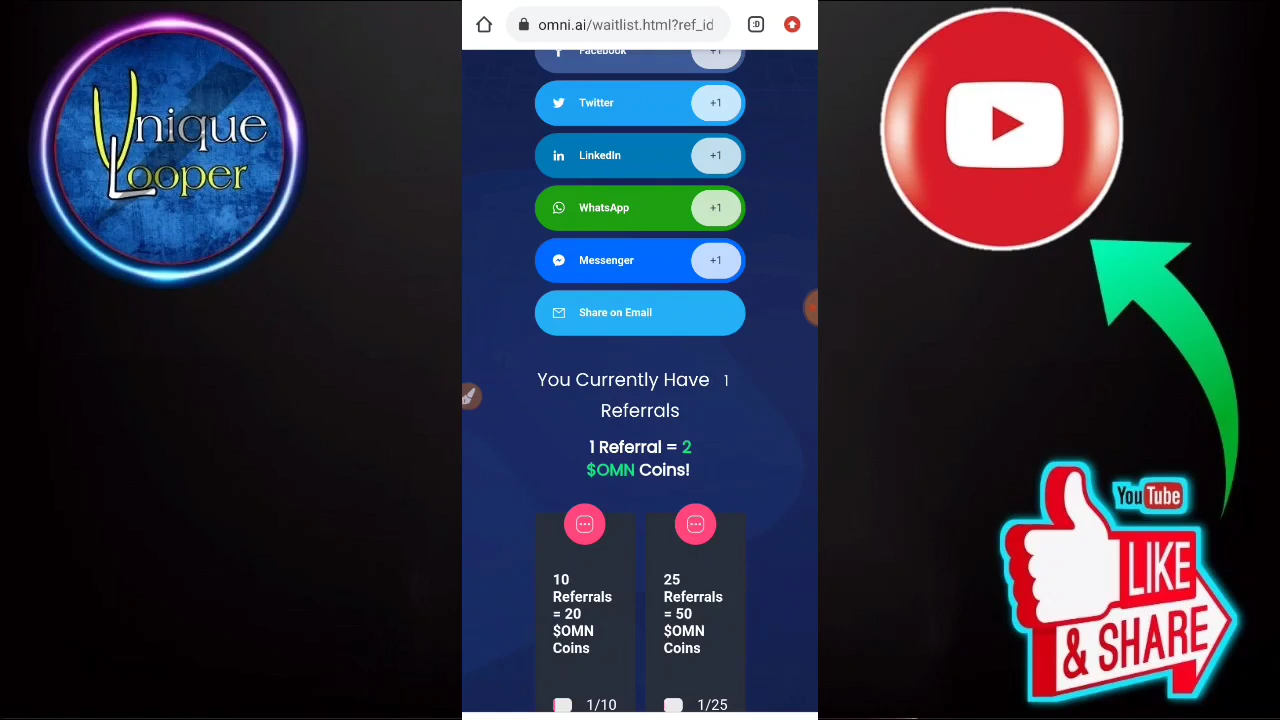 Unique
Looper
omni.ai/waitlist.html?ref_id
:D
Facebook +1
Twitter +1
LinkedIn +1
WhatsApp +1
Messenger +1
Share on Email
You Currently Have 1
Referrals
1 Referral = 2
$OMN Coins!
10
Referrals
= 20
$OMN
Coins
1/10
25
Referrals
= 50
$OMN
Coins
1/25
YouTube
LIKE
& SHARE